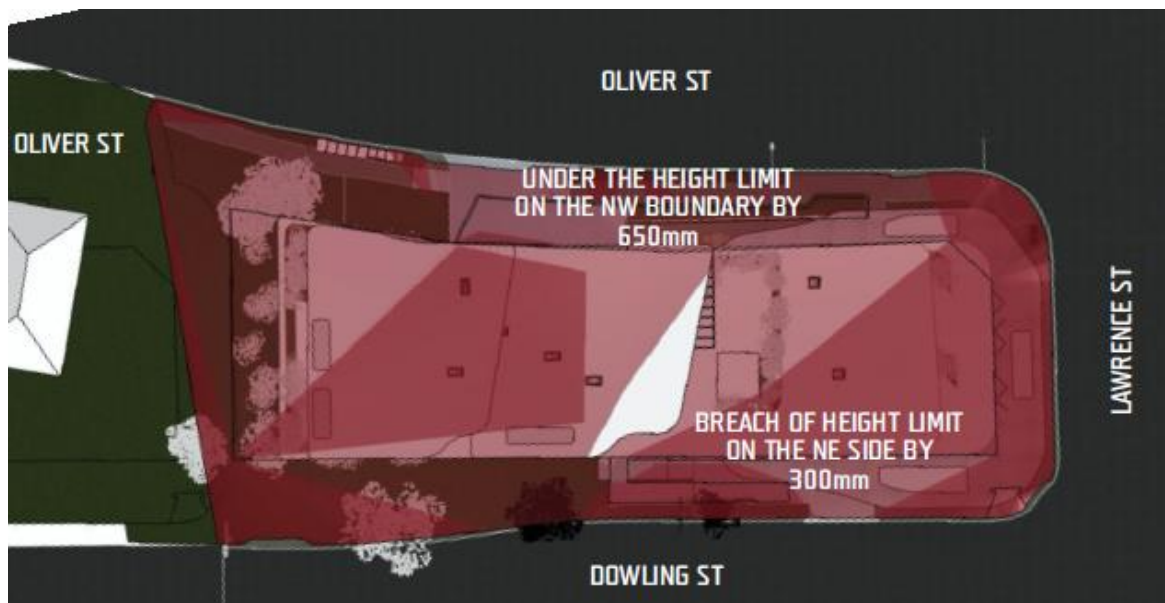 OLIVER ST
OLIVER ST
UNDER THE HEIGHT LIMIT
ON THE NW BOUNDARY BY
650mm
LAWRENCE ST
BREACH OF HEIGHT LIMIT
ON THE NE SIDE BY
300mm
DOWLING ST